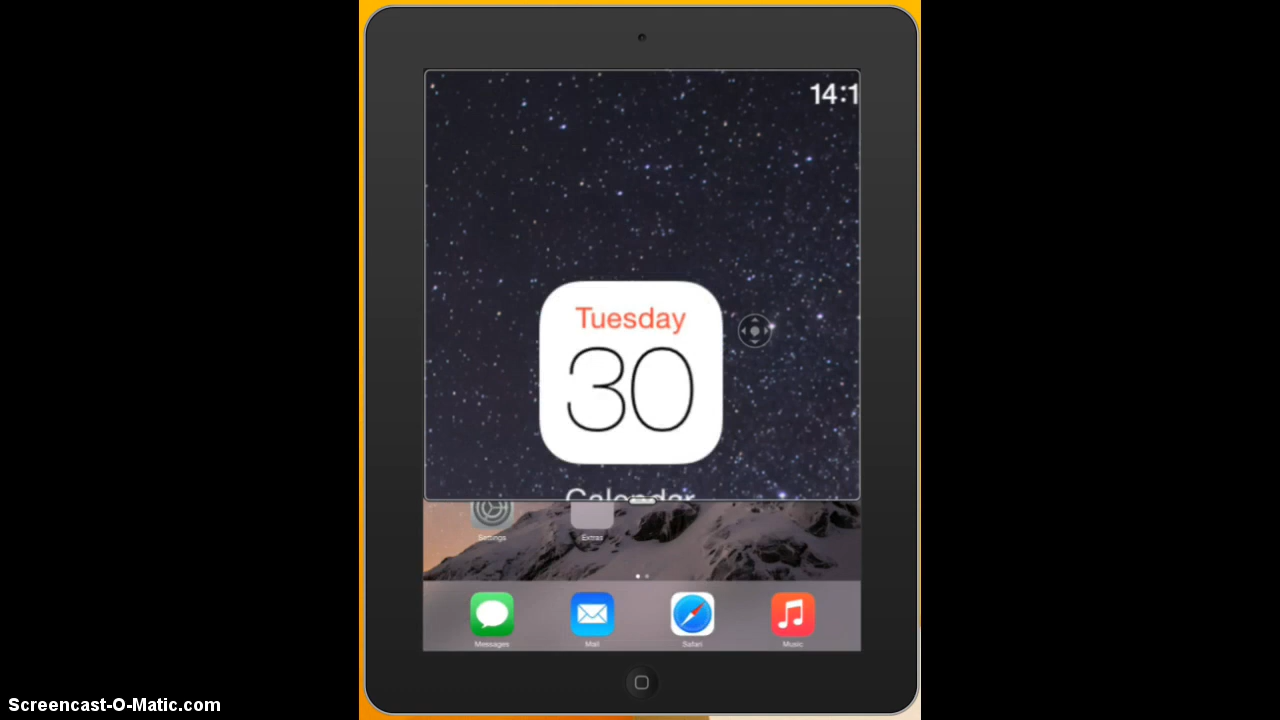 14:1
Tuesday
30
Calendar
Settings
Extras
Messages
Mail
Safari
Music
Screencast-O-Matic.com